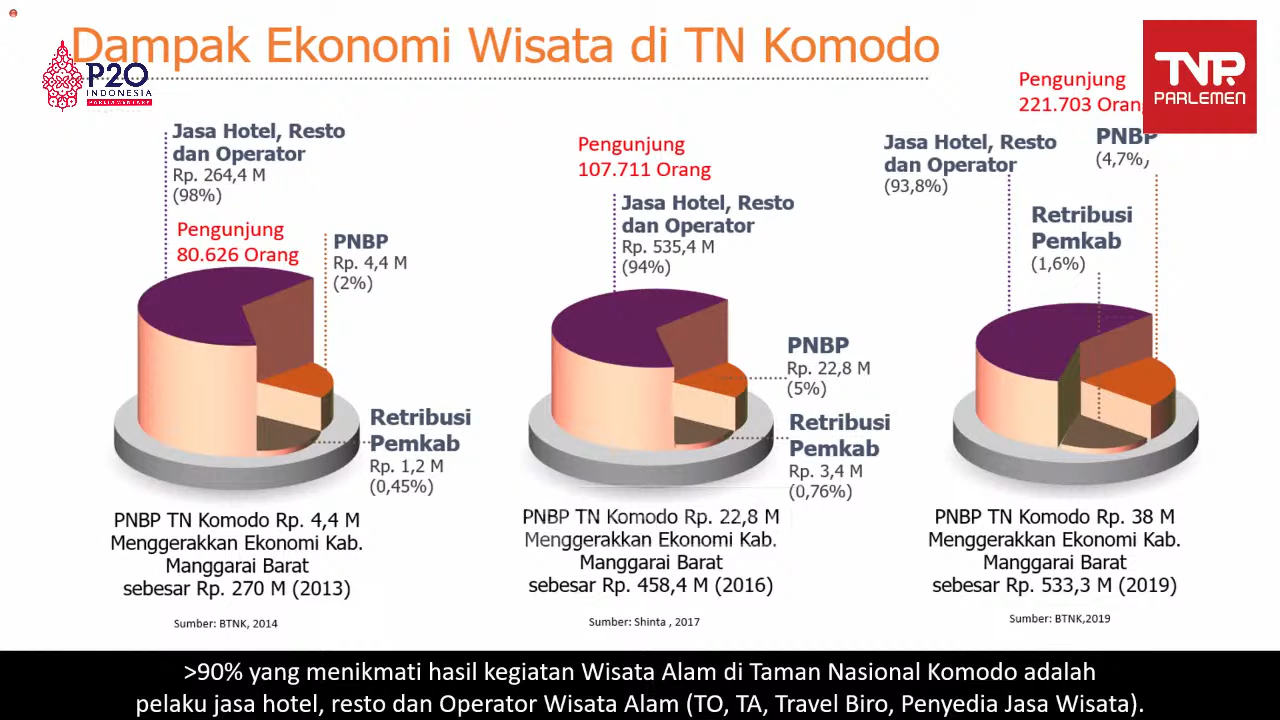 Dampak Ekonomi Wisata di TN Komodo
P20
INDONESIA
PARLIAMENTARY
TVR
PARLEMEN
Jasa Hotel, Resto
dan Operator
Rp. 264,4 M
(98%)
Pengunjung
80.626 Orang
PNBP
Rp. 4,4 M
(2%)
Retribusi
Pemkab
Rp. 1,2 M
(0,45%)
PNBP TN Komodo Rp. 4,4 M
Menggerakkan Ekonomi Kab.
Manggarai Barat
sebesar Rp. 270 M (2013)
Sumber: BTNK, 2014
Pengunjung
107.711 Orang
Jasa Hotel, Resto
dan Operator
Rp. 535,4 M
(94%)
PNBP
Rp. 22,8 M
(5%)
Retribusi
Pemkab
Rp. 3,4 M
(0,76%)
PNBP TN Komodo Rp. 22,8 M
Menggerakkan Ekonomi Kab.
Manggarai Barat
sebesar Rp. 458,4 M (2016)
Sumber: Shinta , 2017
Pengunjung
221.703 Orang
Jasa Hotel, Resto
dan Operator
(93,8%)
PNBP
(4,7%)
Retribusi
Pemkab
(1,6%)
PNBP TN Komodo Rp. 38 M
Menggerakkan Ekonomi Kab.
Manggarai Barat
sebesar Rp. 533,3 M (2019)
Sumber: BTNK,2019
>90% yang menikmati hasil kegiatan Wisata Alam di Taman Nasional Komodo adalah
pelaku jasa hotel, resto dan Operator Wisata Alam (TO, TA, Travel Biro, Penyedia Jasa Wisata).